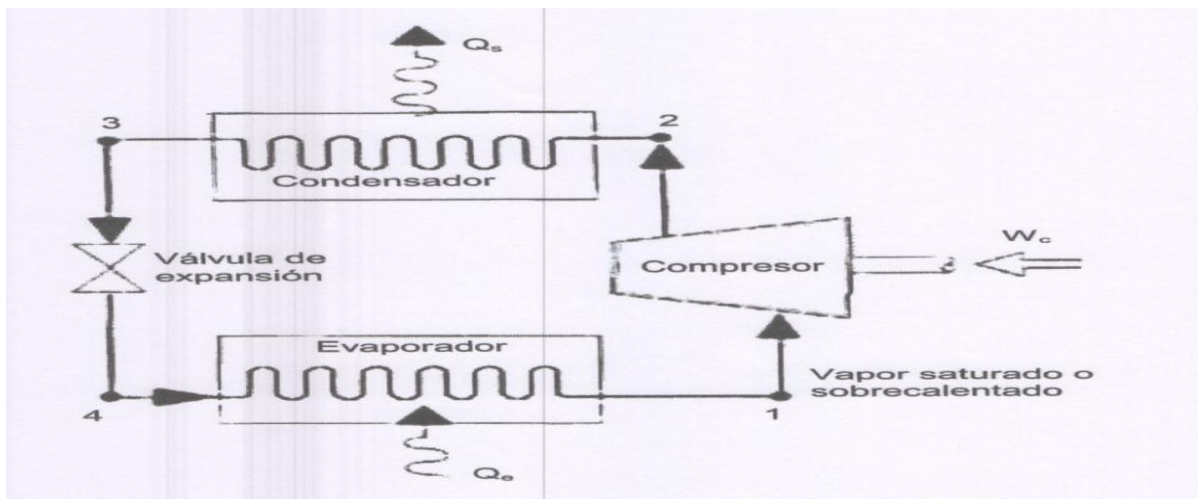 Qs
3
2
Condensador
Wc
Válvula de
expansión
Compresor
Evaporador
Vapor saturado o
sobrecalentado
4
1
Qe